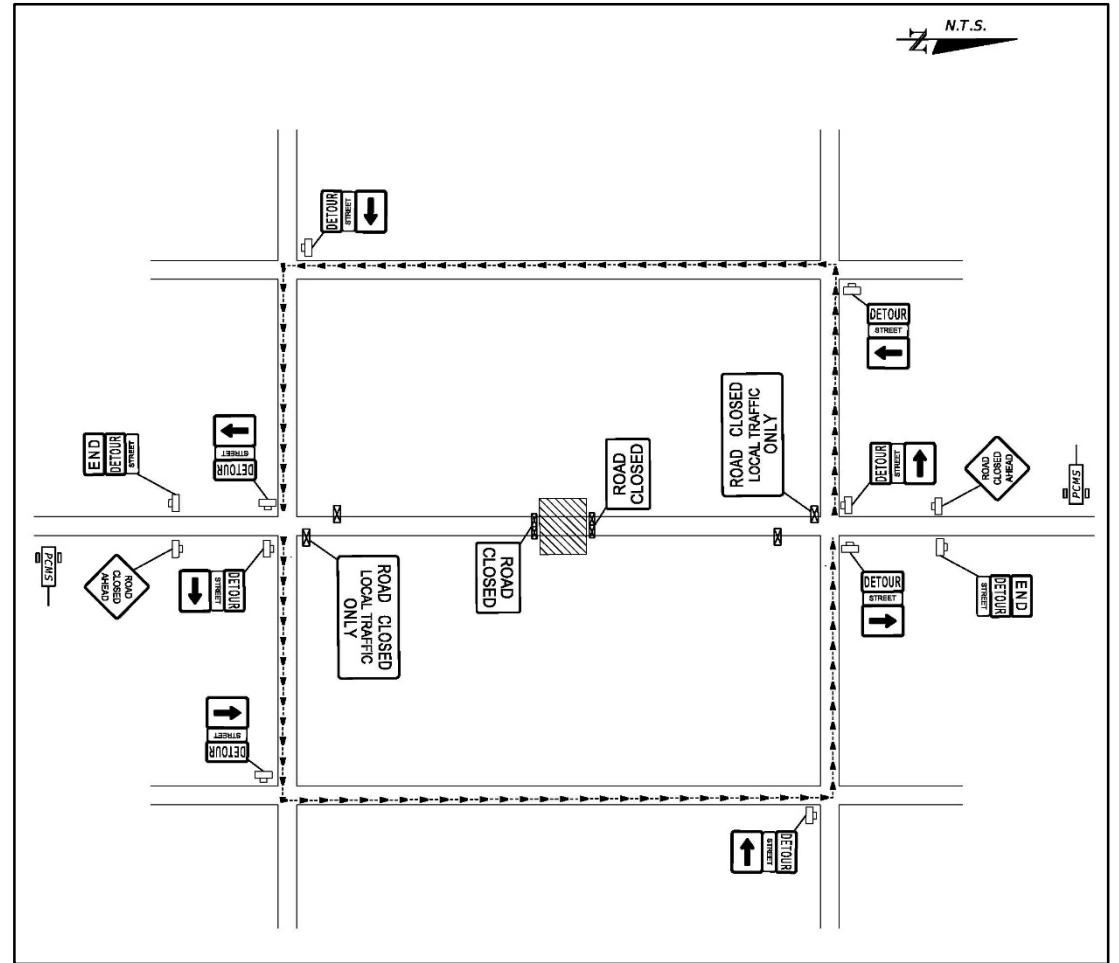 N.T.S.
N
DETOUR
STREET
DETOUR
STREET
ROAD CLOSED
LOCAL TRAFFIC
ONLY
ROAD
CLOSED
DETOUR
STREET
ROAD
CLOSED
AHEAD
PCMS
END
DETOUR
STREET
DETOUR
STREET
PCMS
ROAD
CLOSED
AHEAD
DETOUR
STREET
ROAD CLOSED
LOCAL TRAFFIC
ONLY
ROAD
CLOSED
DETOUR
STREET
END
DETOUR
STREET
DETOUR
STREET
DETOUR
STREET